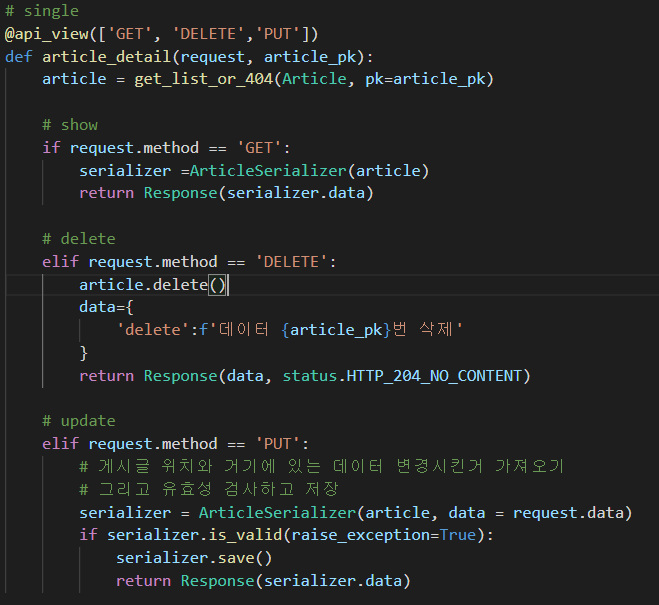 # single
@api_view(['GET', 'DELETE','PUT'])
def article_detail(request, article_pk):
    article = get_list_or_404(Article, pk=article_pk)

    # show
    if request.method == 'GET':
        serializer =ArticleSerializer(article)
        return Response(serializer.data)

    # delete
    elif request.method == 'DELETE':
        article.delete()
        data={
            'delete':f'데이터 {article_pk}번 삭제'
        }
        return Response(data, status.HTTP_204_NO_CONTENT)

    # update
    elif request.method == 'PUT':
        # 게시글 위치와 거기에 있는 데이터 변경시킨거 가져오기
        # 그리고 유효성 검사하고 저장
        serializer = ArticleSerializer(article, data = request.data)
        if serializer.is_valid(raise_exception=True):
            serializer.save()
            return Response(serializer.data)